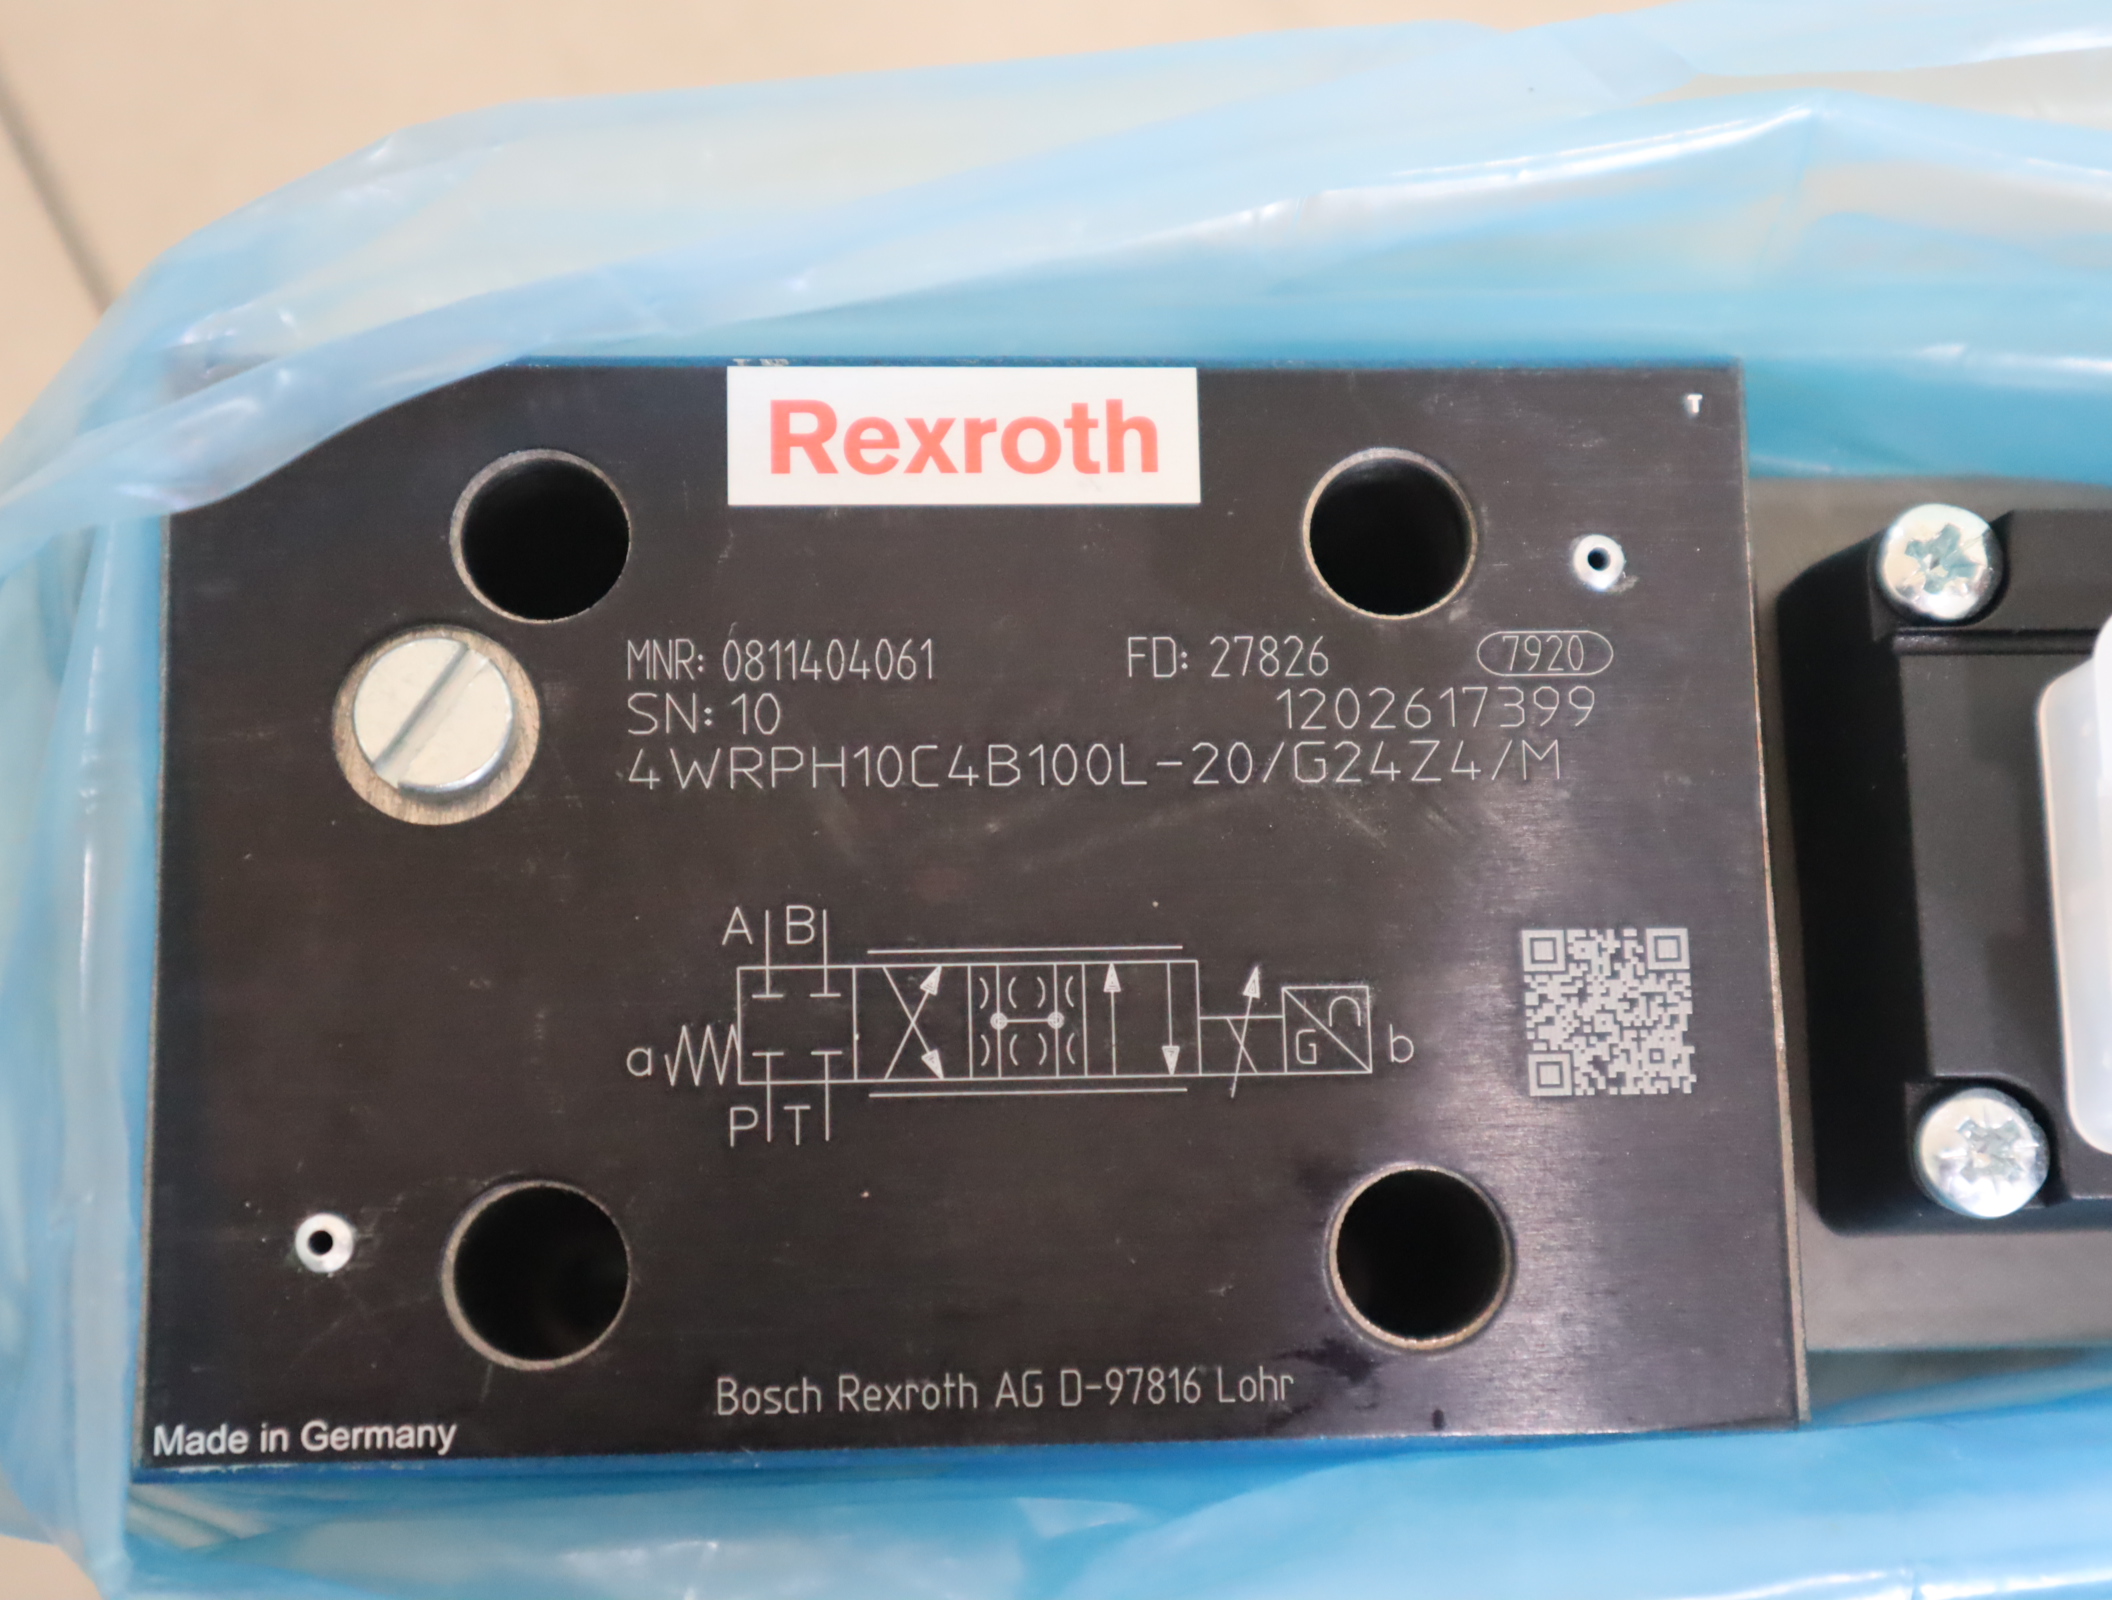 Rexroth
T
MNR: 0811404061 FD: 27826 7920
SN: 10 1202617399
4WRPH10C4B100L-20/G24Z4/M
A B
a G b
P T
Bosch Rexroth AG D-97816 Lohr
Made in Germany